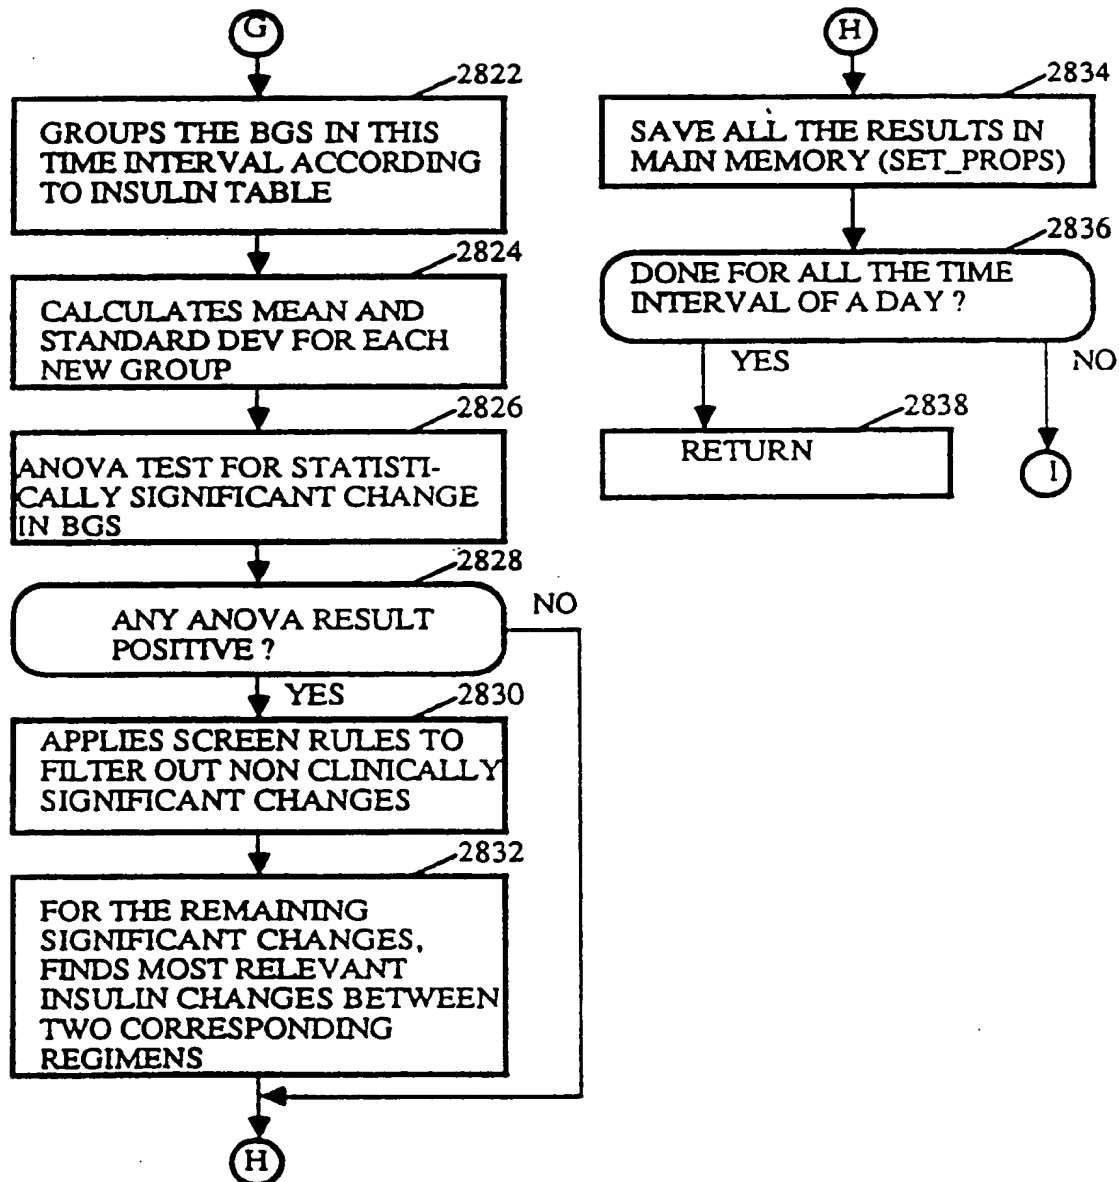 G
2822
GROUPS THE BGS IN THIS
TIME INTERVAL ACCORDING
TO INSULIN TABLE
2824
CALCULATES MEAN AND
STANDARD DEV FOR EACH
NEW GROUP
2826
ANOVA TEST FOR STATISTI-
CALLY SIGNIFICANT CHANGE
IN BGS
2828
ANY ANOVA RESULT
POSITIVE ?
NO
YES
2830
APPLIES SCREEN RULES TO
FILTER OUT NON CLINICALLY
SIGNIFICANT CHANGES
2832
FOR THE REMAINING
SIGNIFICANT CHANGES,
FINDS MOST RELEVANT
INSULIN CHANGES BETWEEN
TWO CORRESPONDING
REGIMENS
H
H
2834
SAVE ALL THE RESULTS IN
MAIN MEMORY (SET_PROPS)
2836
DONE FOR ALL THE TIME
INTERVAL OF A DAY ?
YES
NO
2838
RETURN
I